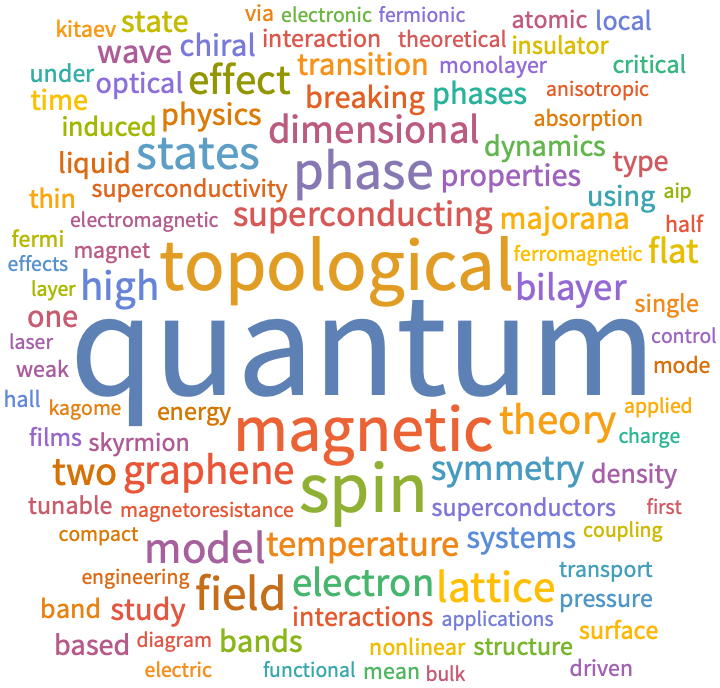 via electronic fermionic
kitaev state atomic local
wave chiral interaction theoretical insulator
under optical effect transition monolayer critical
time breaking phases anisotropic
induced physics dimensional absorption
liquid states phase dynamics type
thin superconductivity properties using aip
electromagnetic superconducting majorana half
fermi magnet topological ferromagnetic flat
effects
layer high bilayer single
one
laser quantum control
weak mode
hall kagome energy magnetic theory applied
films skyrmion charge
two graphene spin symmetry density
tunable magnetoresistance superconductors first
compact model temperature systems coupling
engineering field electron lattice transport
band study interactions applications pressure
based diagram bands nonlinear structure surface
electric functional mean bulk driven